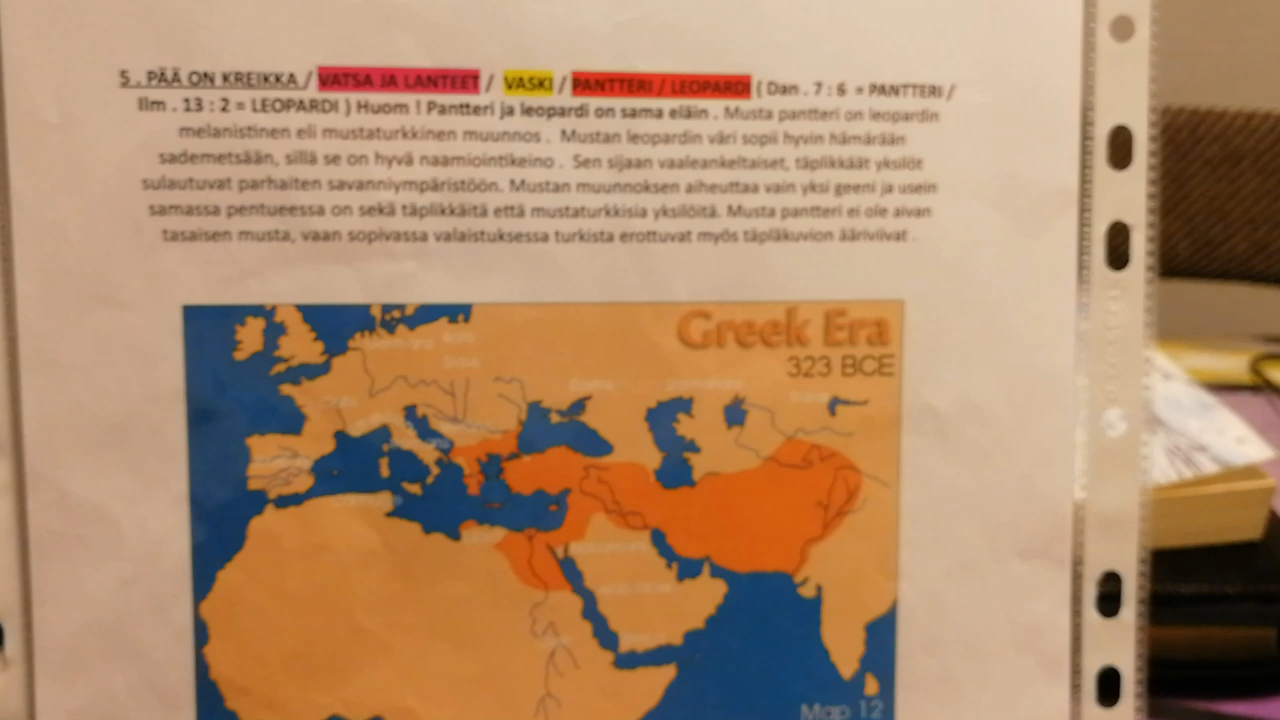 5 . PÄÄ ON KREIKKA / VATSA JA LANTEET / VASKI / PANTTERI / LEOPARDI ( Dan . 7 : 6 = PANTTERI /
Ilm . 13 : 2 = LEOPARDI ) Huom ! Pantteri ja leopardi on sama eläin . Musta pantteri on leopardin
melanistinen eli mustaturkkinen muunnos . Mustan leopardin väri sopii hyvin hämärään
sademetsään, sillä se on hyvä naamiointikeino . Sen sijaan vaaleankeltaiset, täplikkäät yksilöt
sulautuvat parhaiten savanniympäristöön. Mustan muunnoksen aiheuttaa vain yksi geeni ja usein
samassa pentueessa on sekä täplikkäitä että mustaturkkisia yksilöitä. Musta pantteri ei ole aivan
tasaisen musta, vaan sopivassa valaistuksessa turkista erottuvat myös täpläkuvion ääriviivat .
Greek Era
323 BCE
Map 12